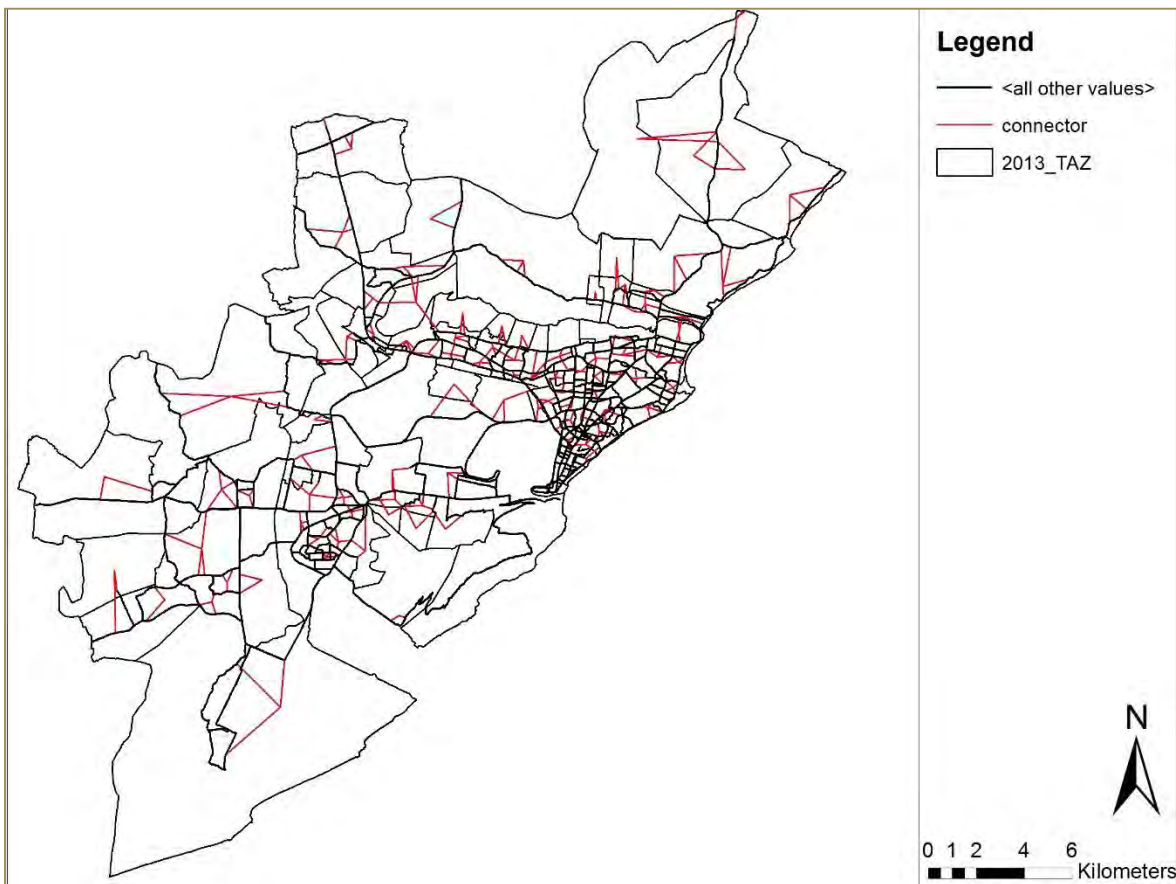 Legend
<all other values>
connector
2013_TAZ
N
0 1 2 4 6
Kilometers